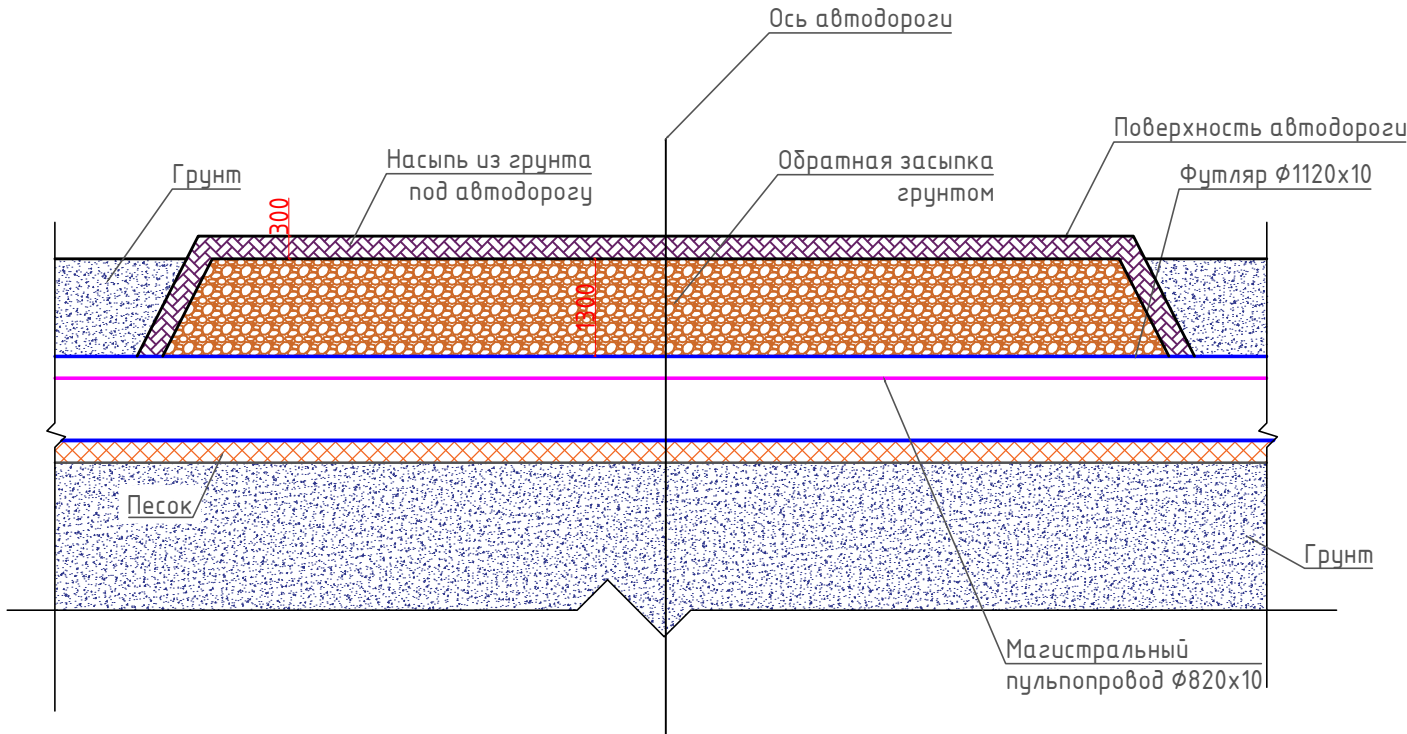 Ось автодороги
Поверхность автодороги
Насыпь из грунта
под автодорогу
Обратная засыпка
грунтом
Грунт
Футляр Ф1120х10
300
1300
Песок
Грунт
Магистральный
пульпопровод Ф820х10